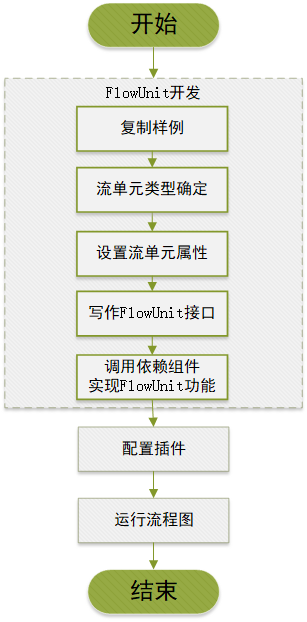 开始
FlowUnit开发
复制样例
流单元类型确定
设置流单元属性
写作FlowUnit接口
调用依赖组件
实现FlowUnit功能
配置插件
运行流程图
结束